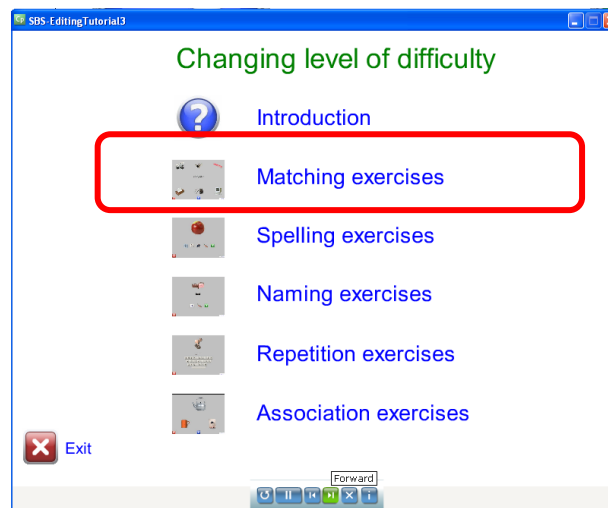 SBS-EditingTutorial3
Changing level of difficulty
Introduction
Matching exercises
Spelling exercises
Naming exercises
Repetition exercises
Association exercises
Exit
Forward